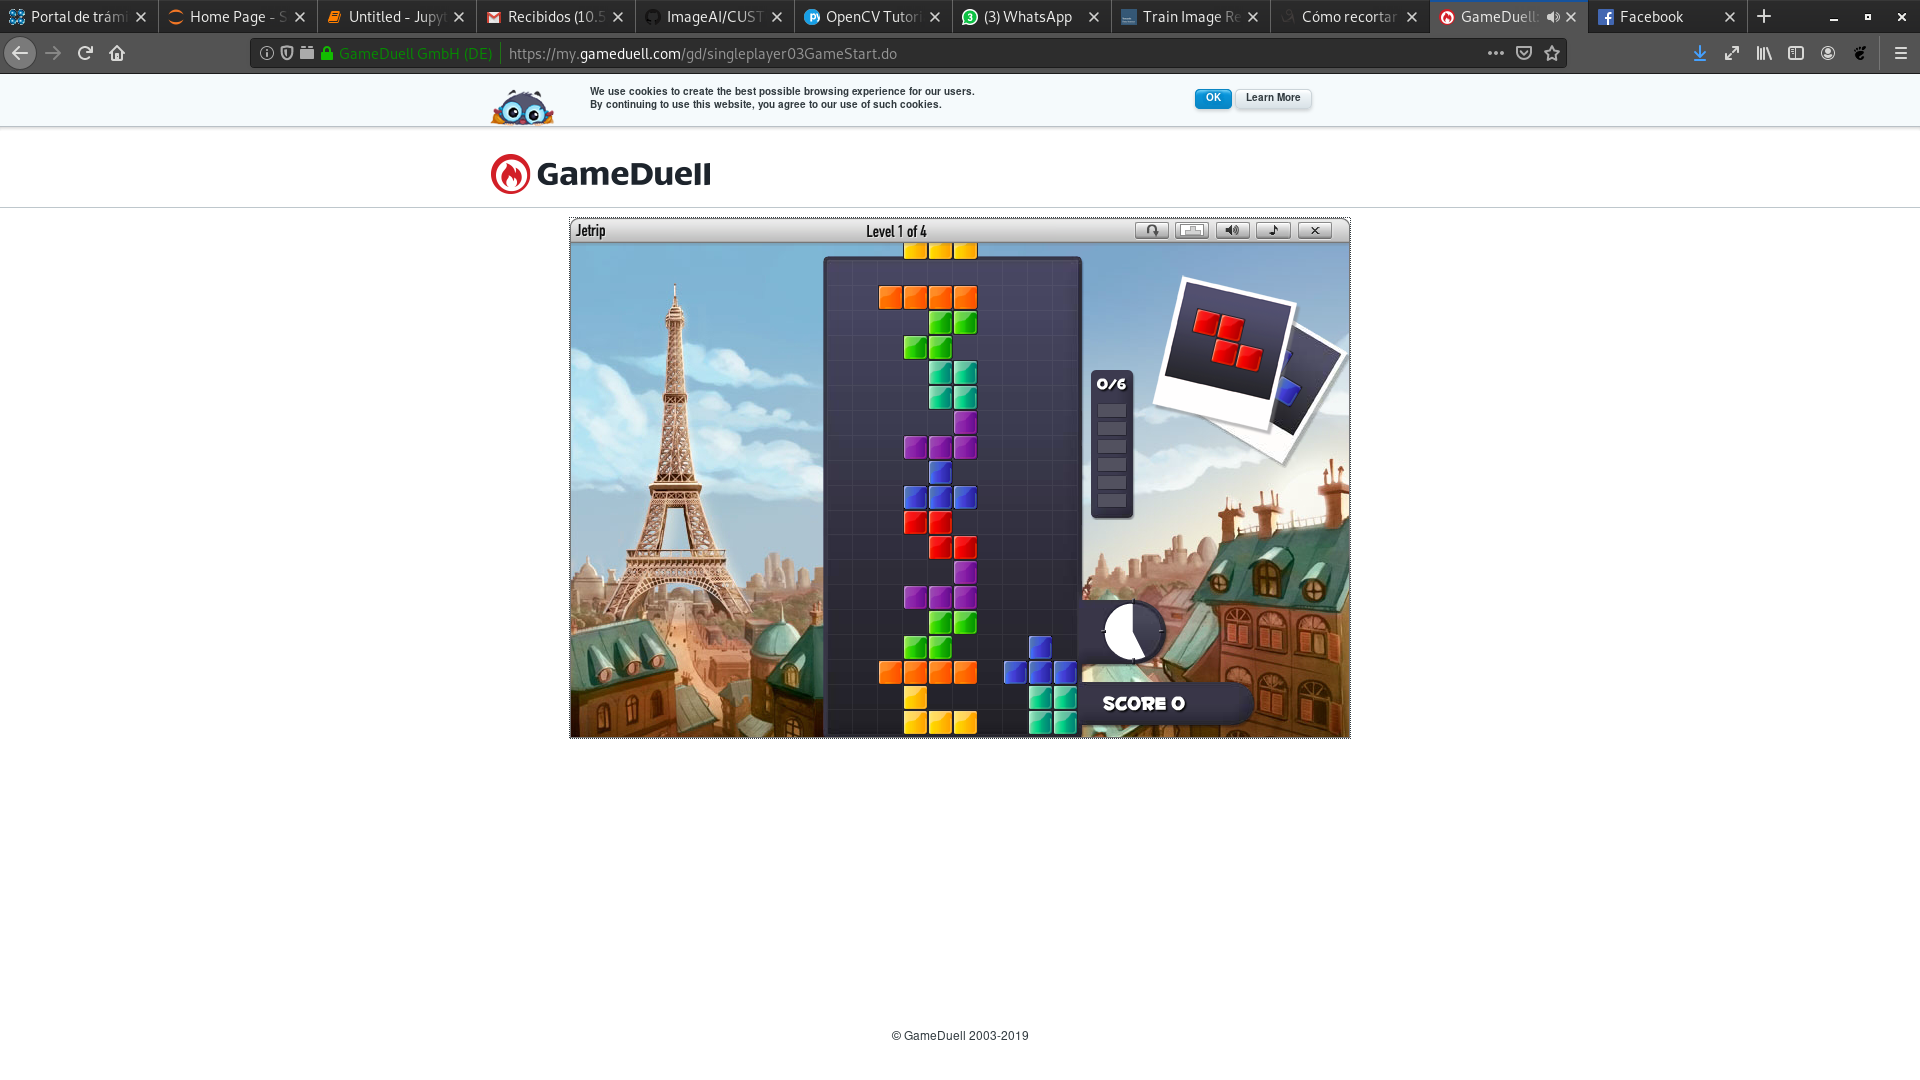 Portal de trámi
Home Page - S
Untitled - Jupyt
Recibidos (10.5
ImageAI/CUST
OpenCV Tutori
(3) WhatsApp
Train Image Re
Cómo recortar
GameDuell:
Facebook
GameDuell GmbH (DE)
https://my.gameduell.com/gd/singleplayer03GameStart.do
We use cookies to create the best possible browsing experience for our users.
By continuing to use this website, you agree to our use of such cookies.
OK
Learn More
GameDuell
Jetrip
Level 1 of 4
0/6
SCORE 0
© GameDuell 2003-2019